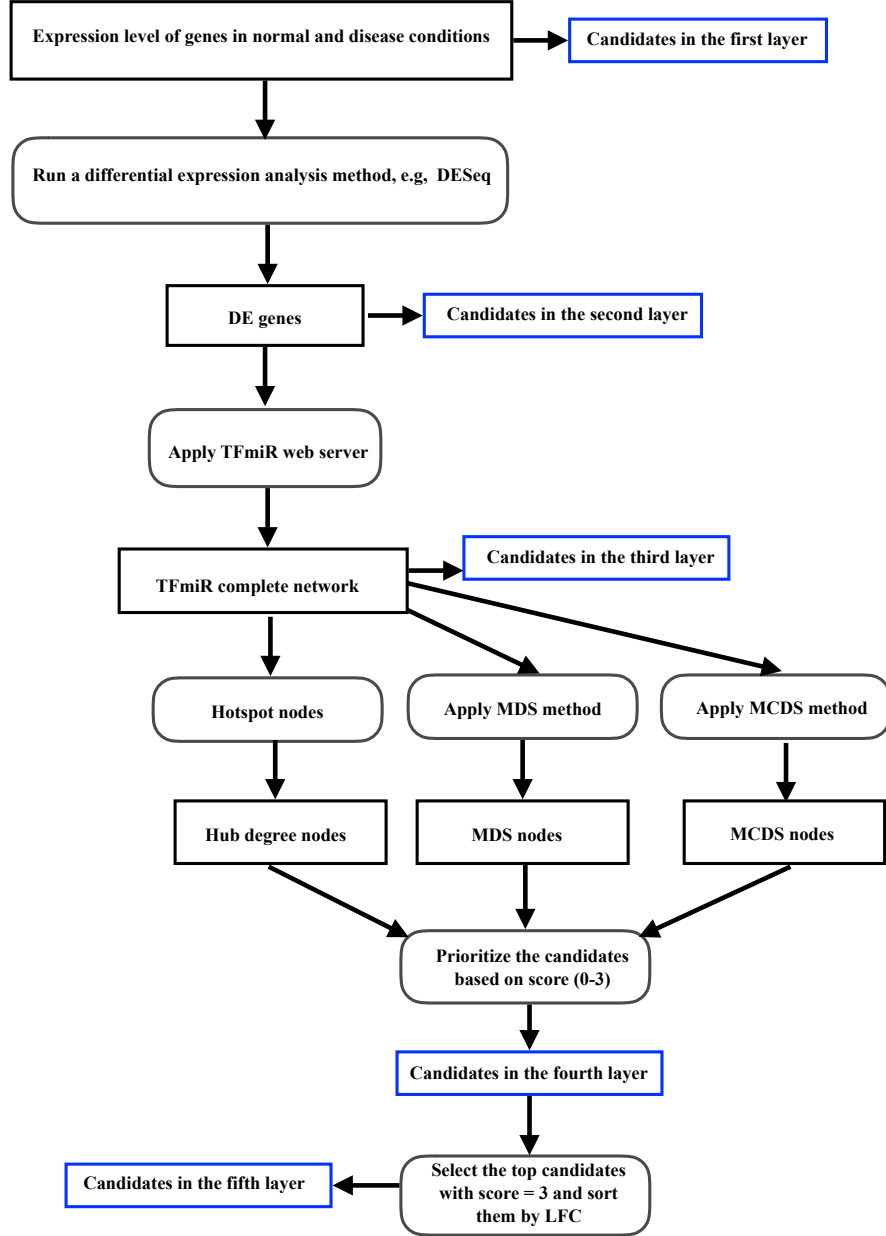 Expression level of genes in normal and disease conditions
Candidates in the first layer
Run a differential expression analysis method, e.g, DESeq
DE genes
Candidates in the second layer
Apply TFmiR web server
Candidates in the third layer
TFmiR complete network
Hotspot nodes
Apply MDS method
Apply MCDS method
Hub degree nodes
MDS nodes
MCDS nodes
Prioritize the candidates
based on score (0-3)
Candidates in the fourth layer
Candidates in the fifth layer
Select the top candidates
with score = 3 and sort
them by LFC